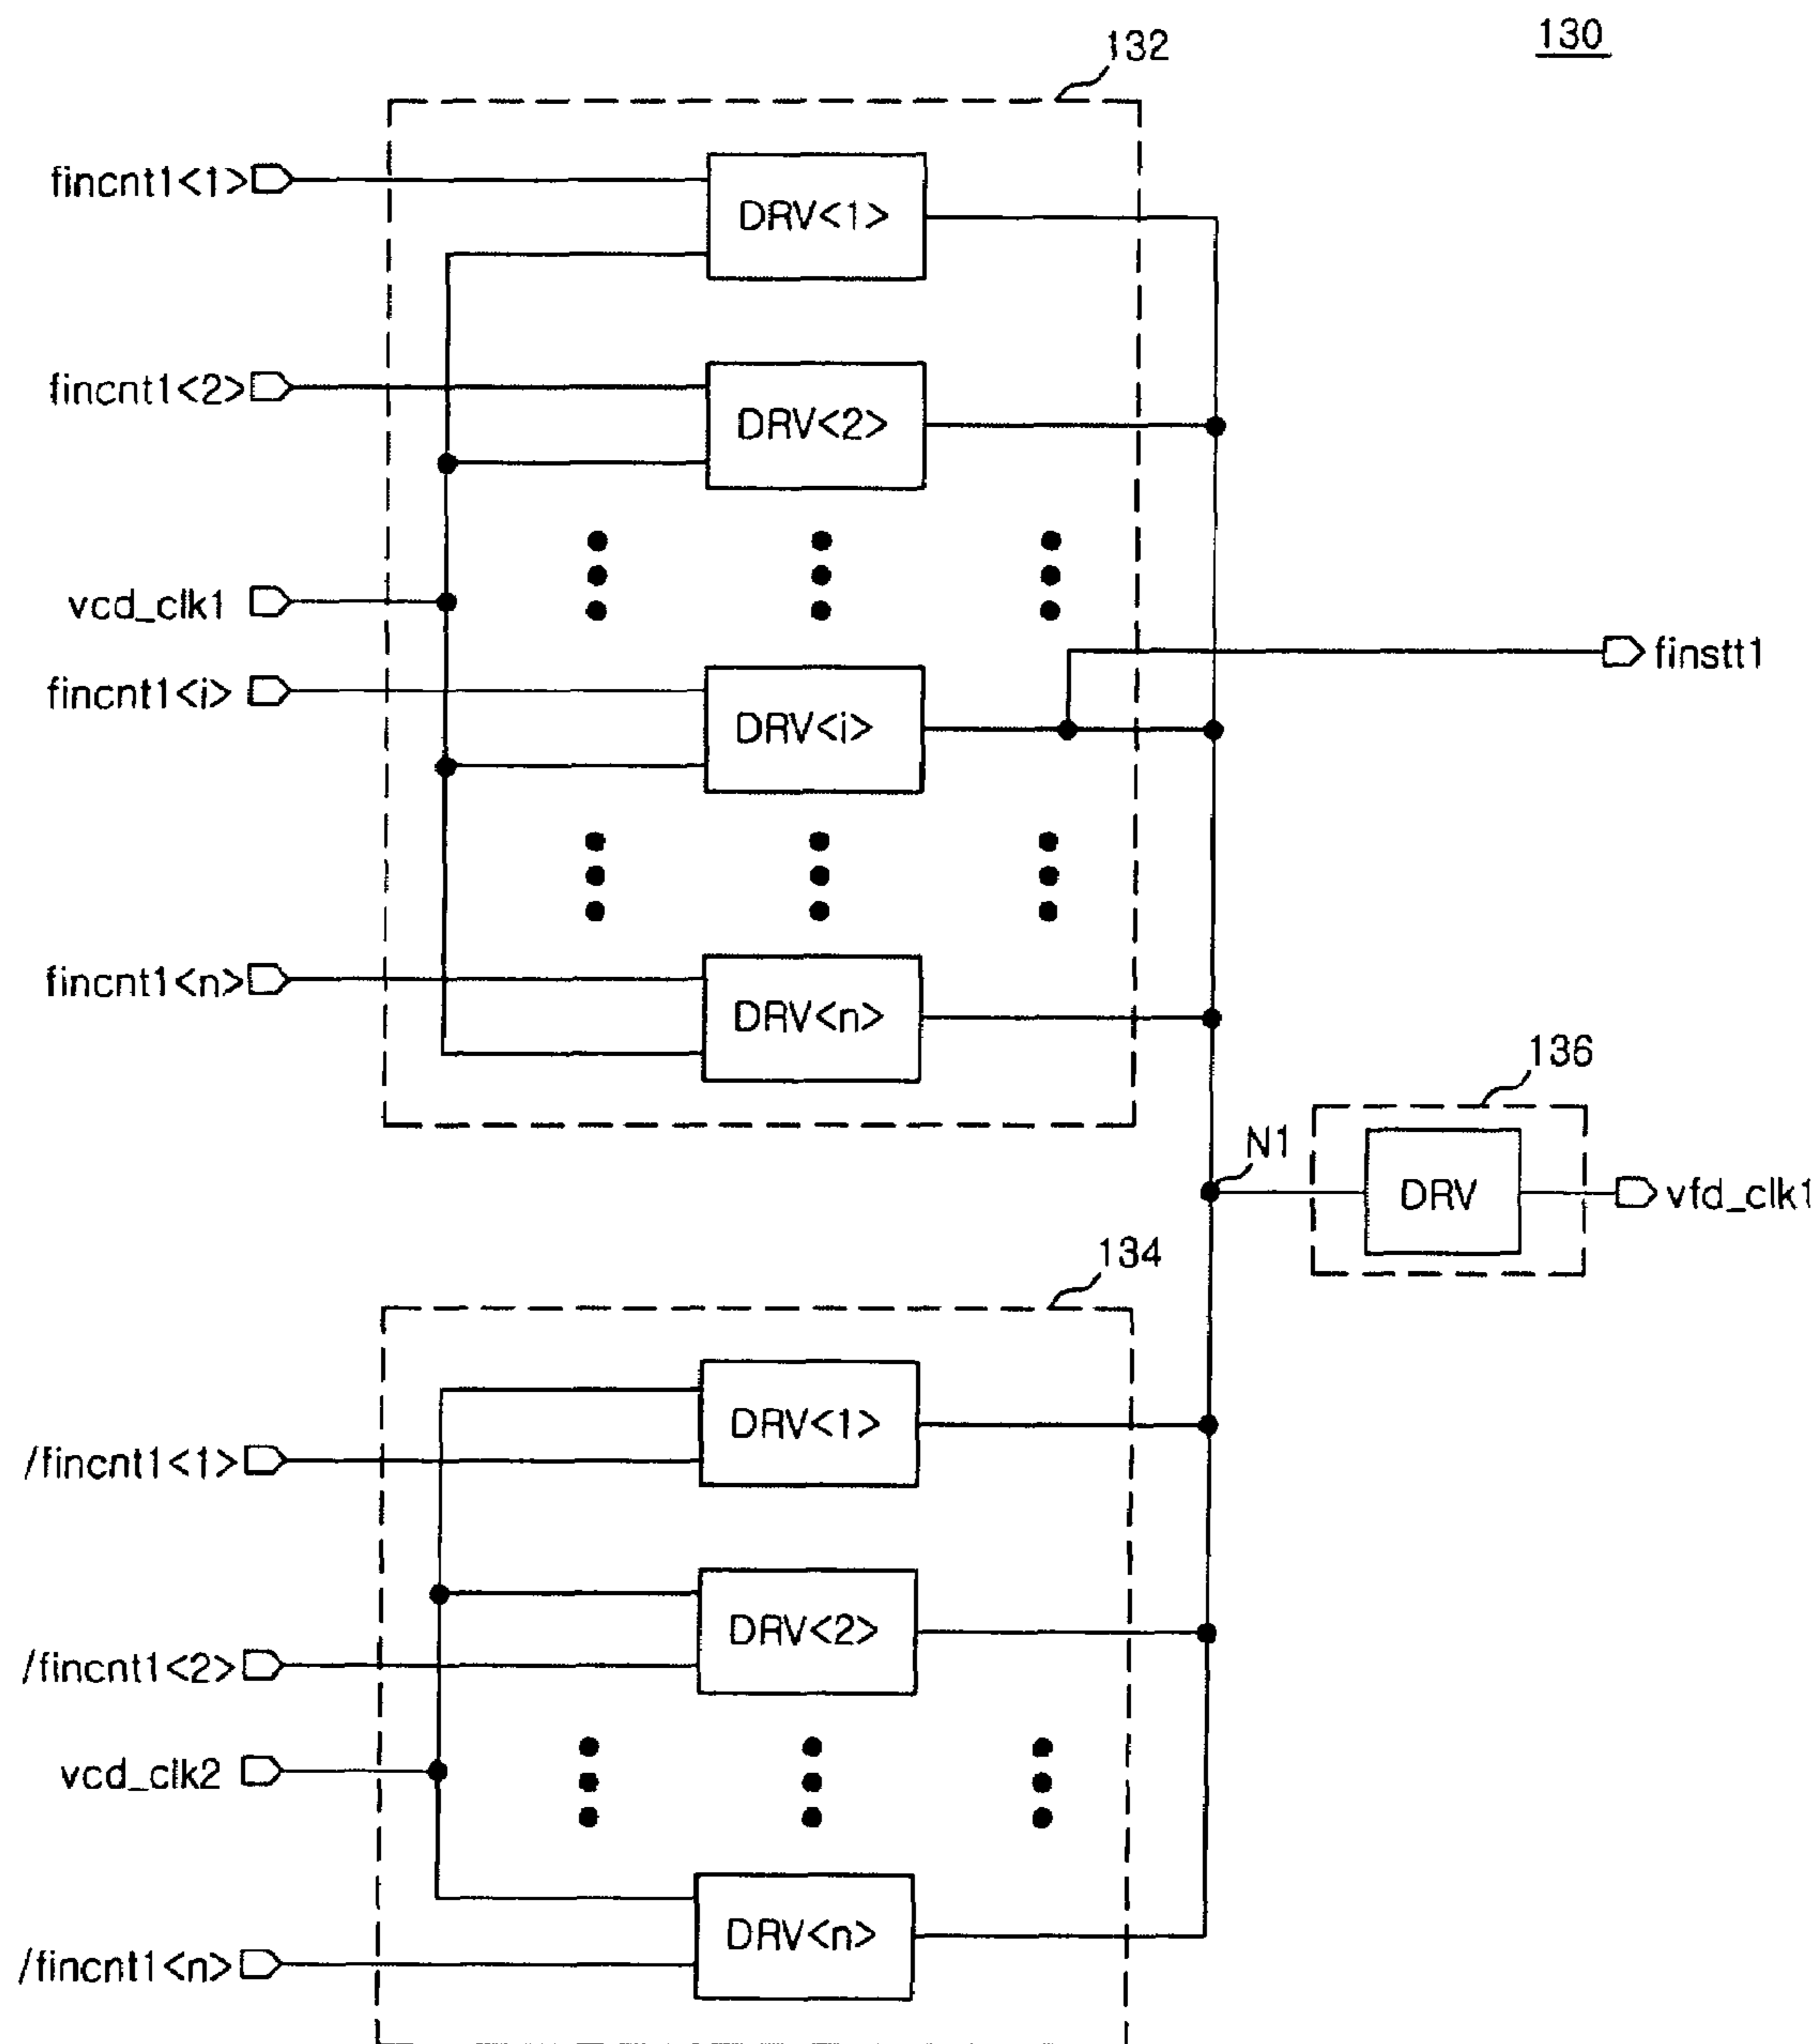 130
132
fincnt1<1>
DRV<1>
fincnt1<2>
DRV<2>
vcd_clk1
finstt1
fincnt1<i>
DRV<i>
fincnt1<n>
DRV<n>
136
N1
DRV
vfd_clk1
134
DRV<1>
/fincnt1<1>
DRV<2>
/fincnt1<2>
vcd_clk2
DRV<n>
/fincnt1<n>